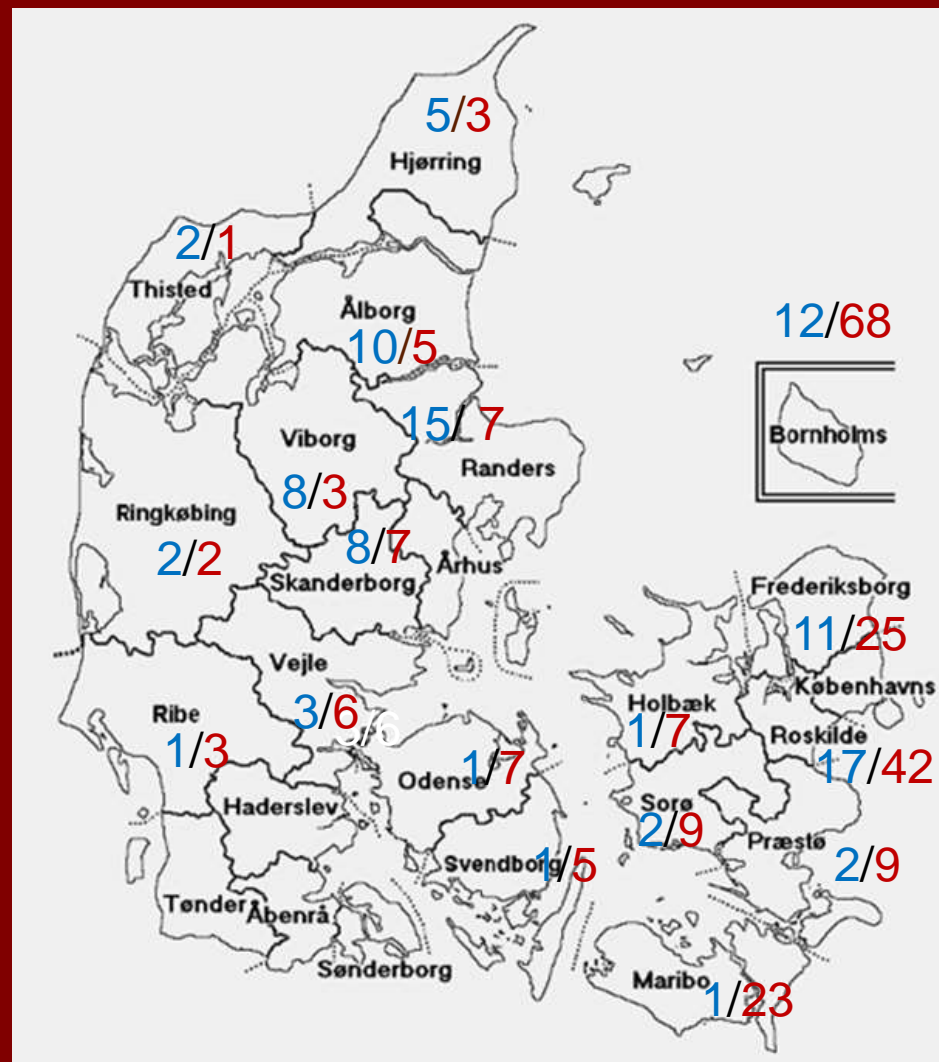 5/3
Hjørring
2/1
Thisted
Ålborg
10/5
12/68
15/ 7
Viborg
Bornholms
Randers
8/3
Ringkøbing
8/7
2/2
Århus
Skanderborg
Frederiksborg
11/25
Vejle
Københavns
3/6
Holbæk
Ribe
1/7
Roskilde
1/3
17/42
1/7
Odense
Haderslev
Sorø
2/9
Præstø
Svendborg
1/5
2/9
Tønder
Åbenrå
Sønderborg
Maribo
1/23